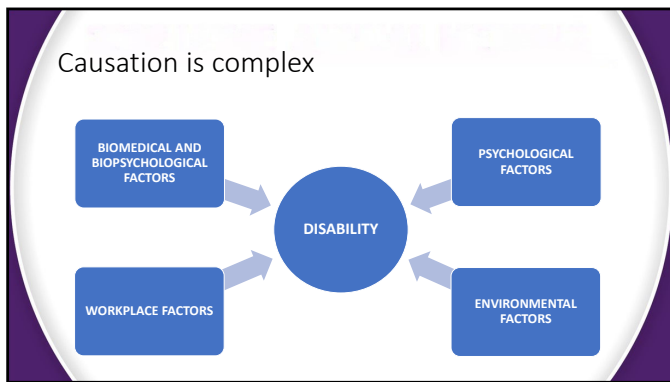 Causation is complex
BIOMEDICAL AND
BIOPSYCHOLOGICAL
FACTORS
PSYCHOLOGICAL
FACTORS
DISABILITY
WORKPLACE FACTORS
ENVIRONMENTAL
FACTORS